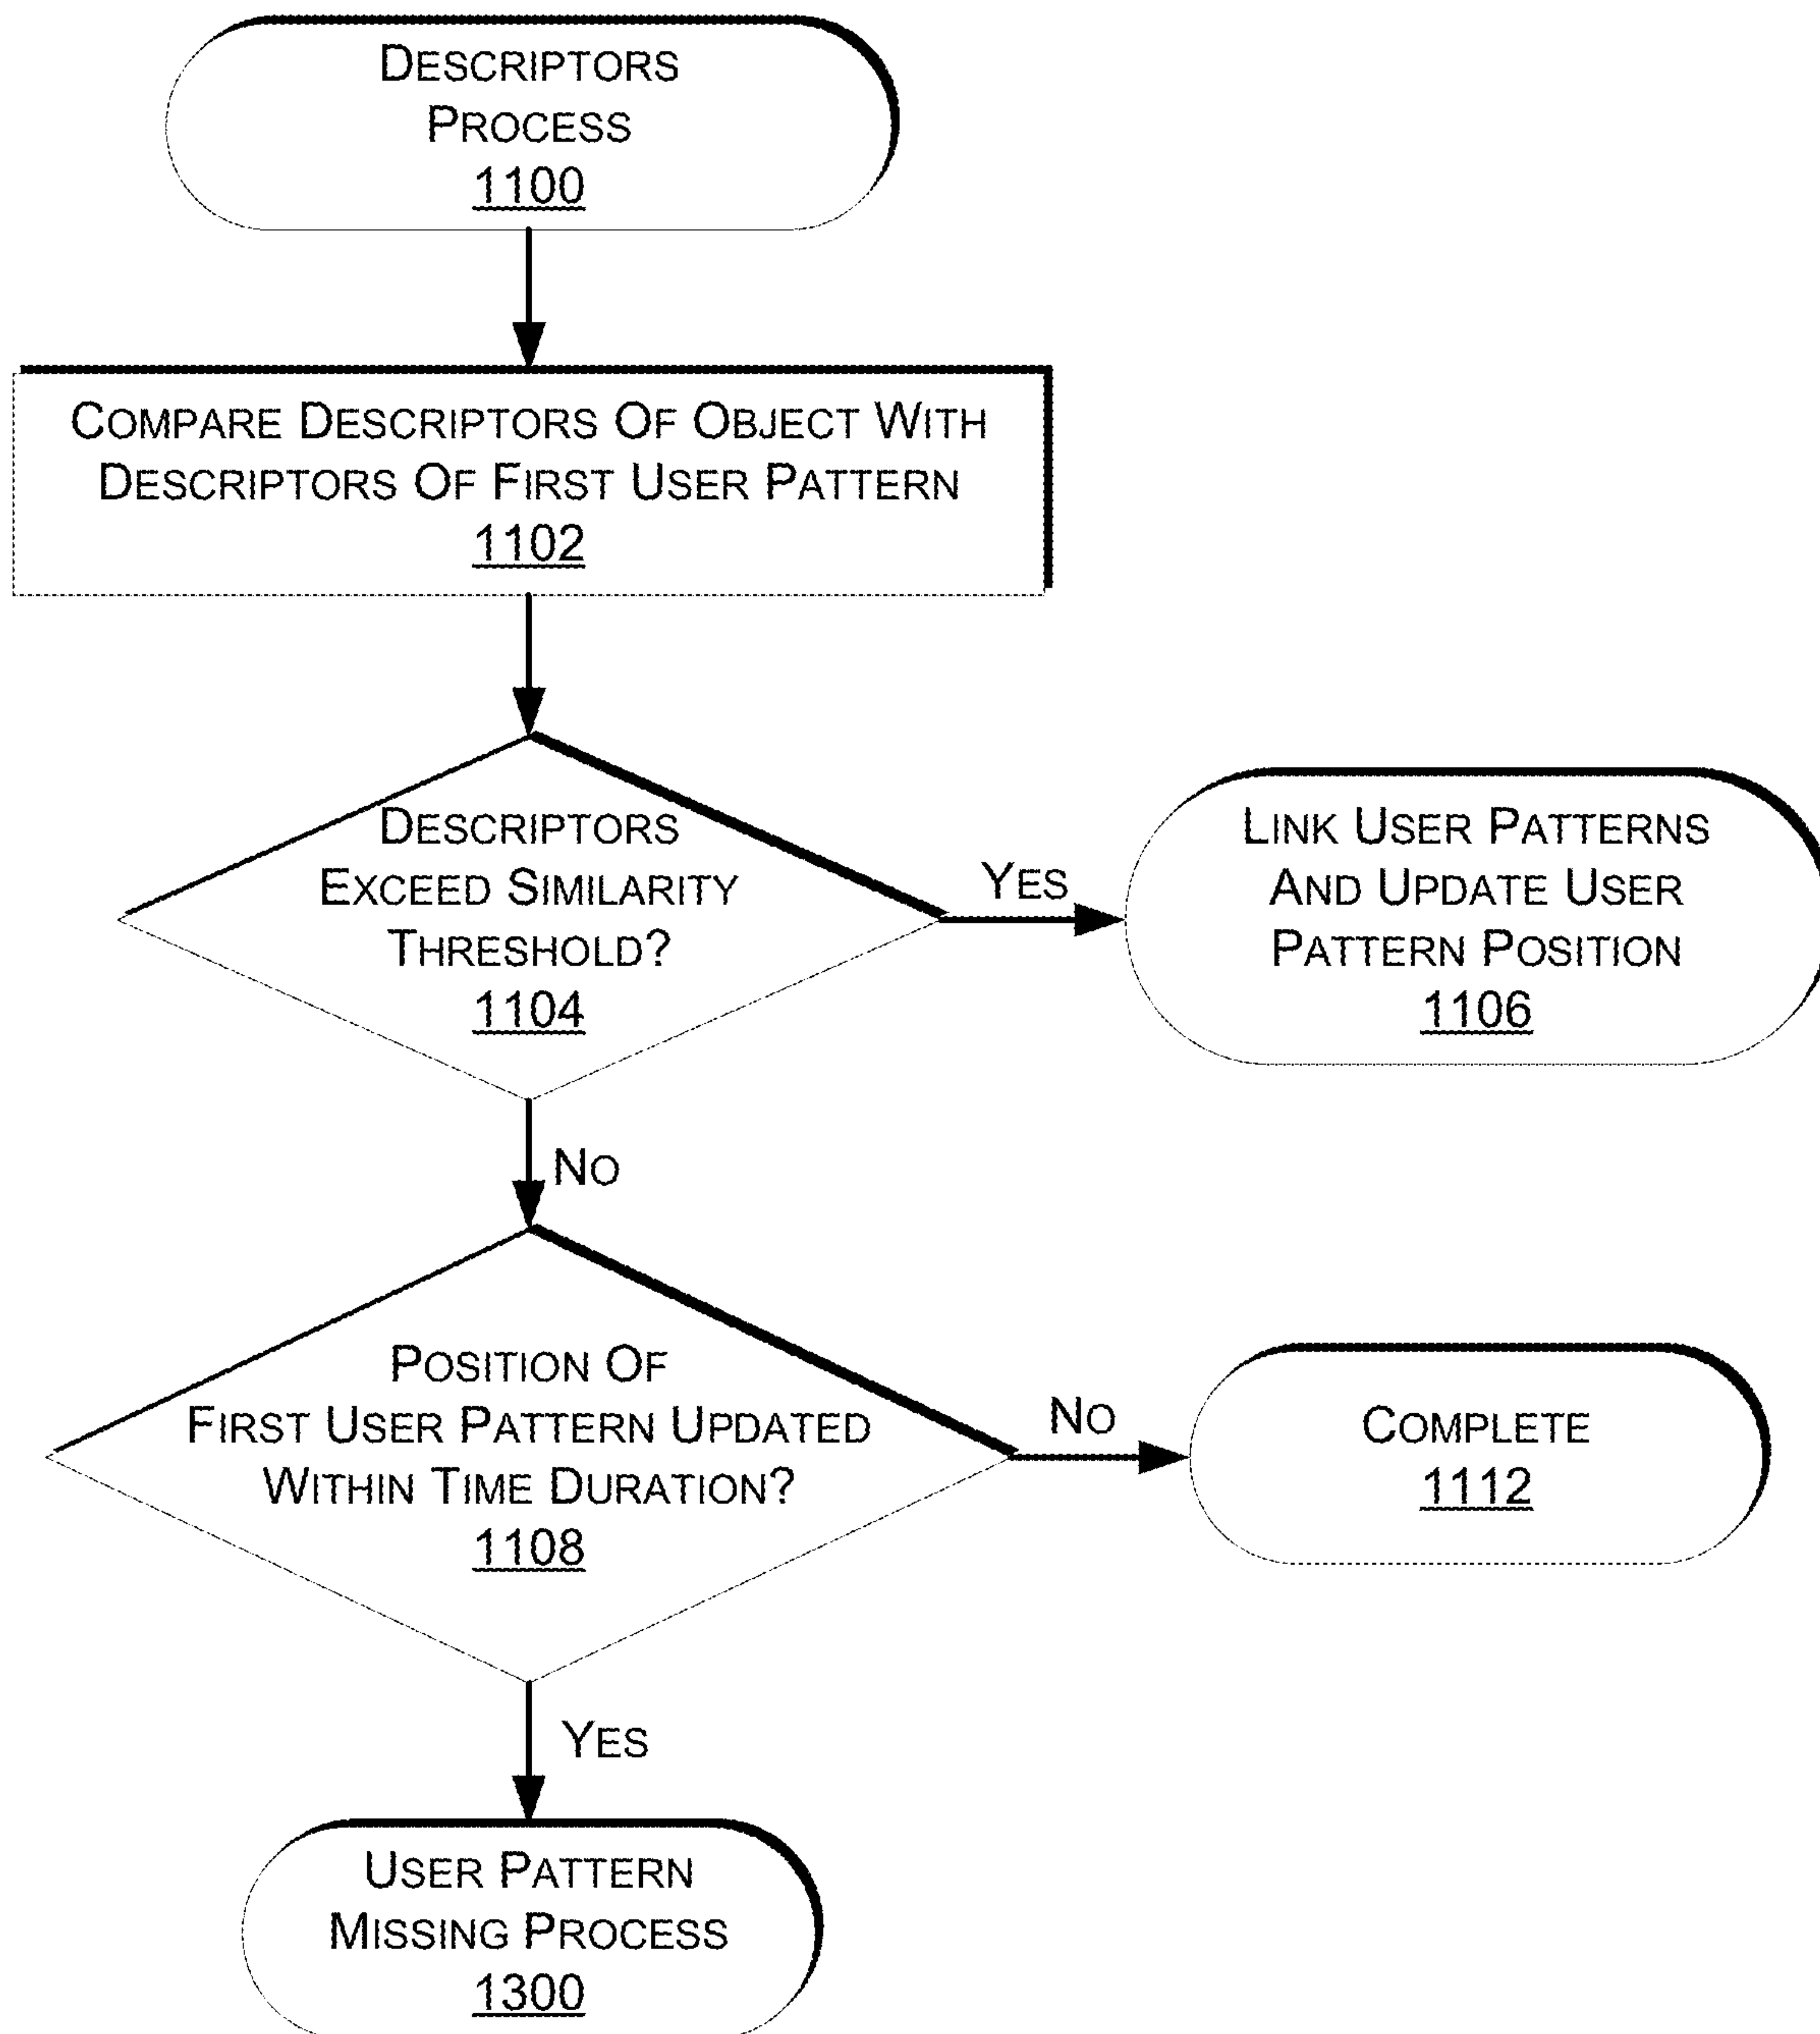 DESCRIPTORS
PROCESS
1100
COMPARE DESCRIPTORS OF OBJECT WITH
DESCRIPTORS OF FIRST USER PATTERN
1102
DESCRIPTORS
EXCEED SIMILARITY
THRESHOLD?
1104
YES
LINK USER PATTERNS
AND UPDATE USER
PATTERN POSITION
1106
NO
POSITION OF
FIRST USER PATTERN UPDATED
WITHIN TIME DURATION?
1108
NO
COMPLETE
1112
YES
USER PATTERN
MISSING PROCESS
1300